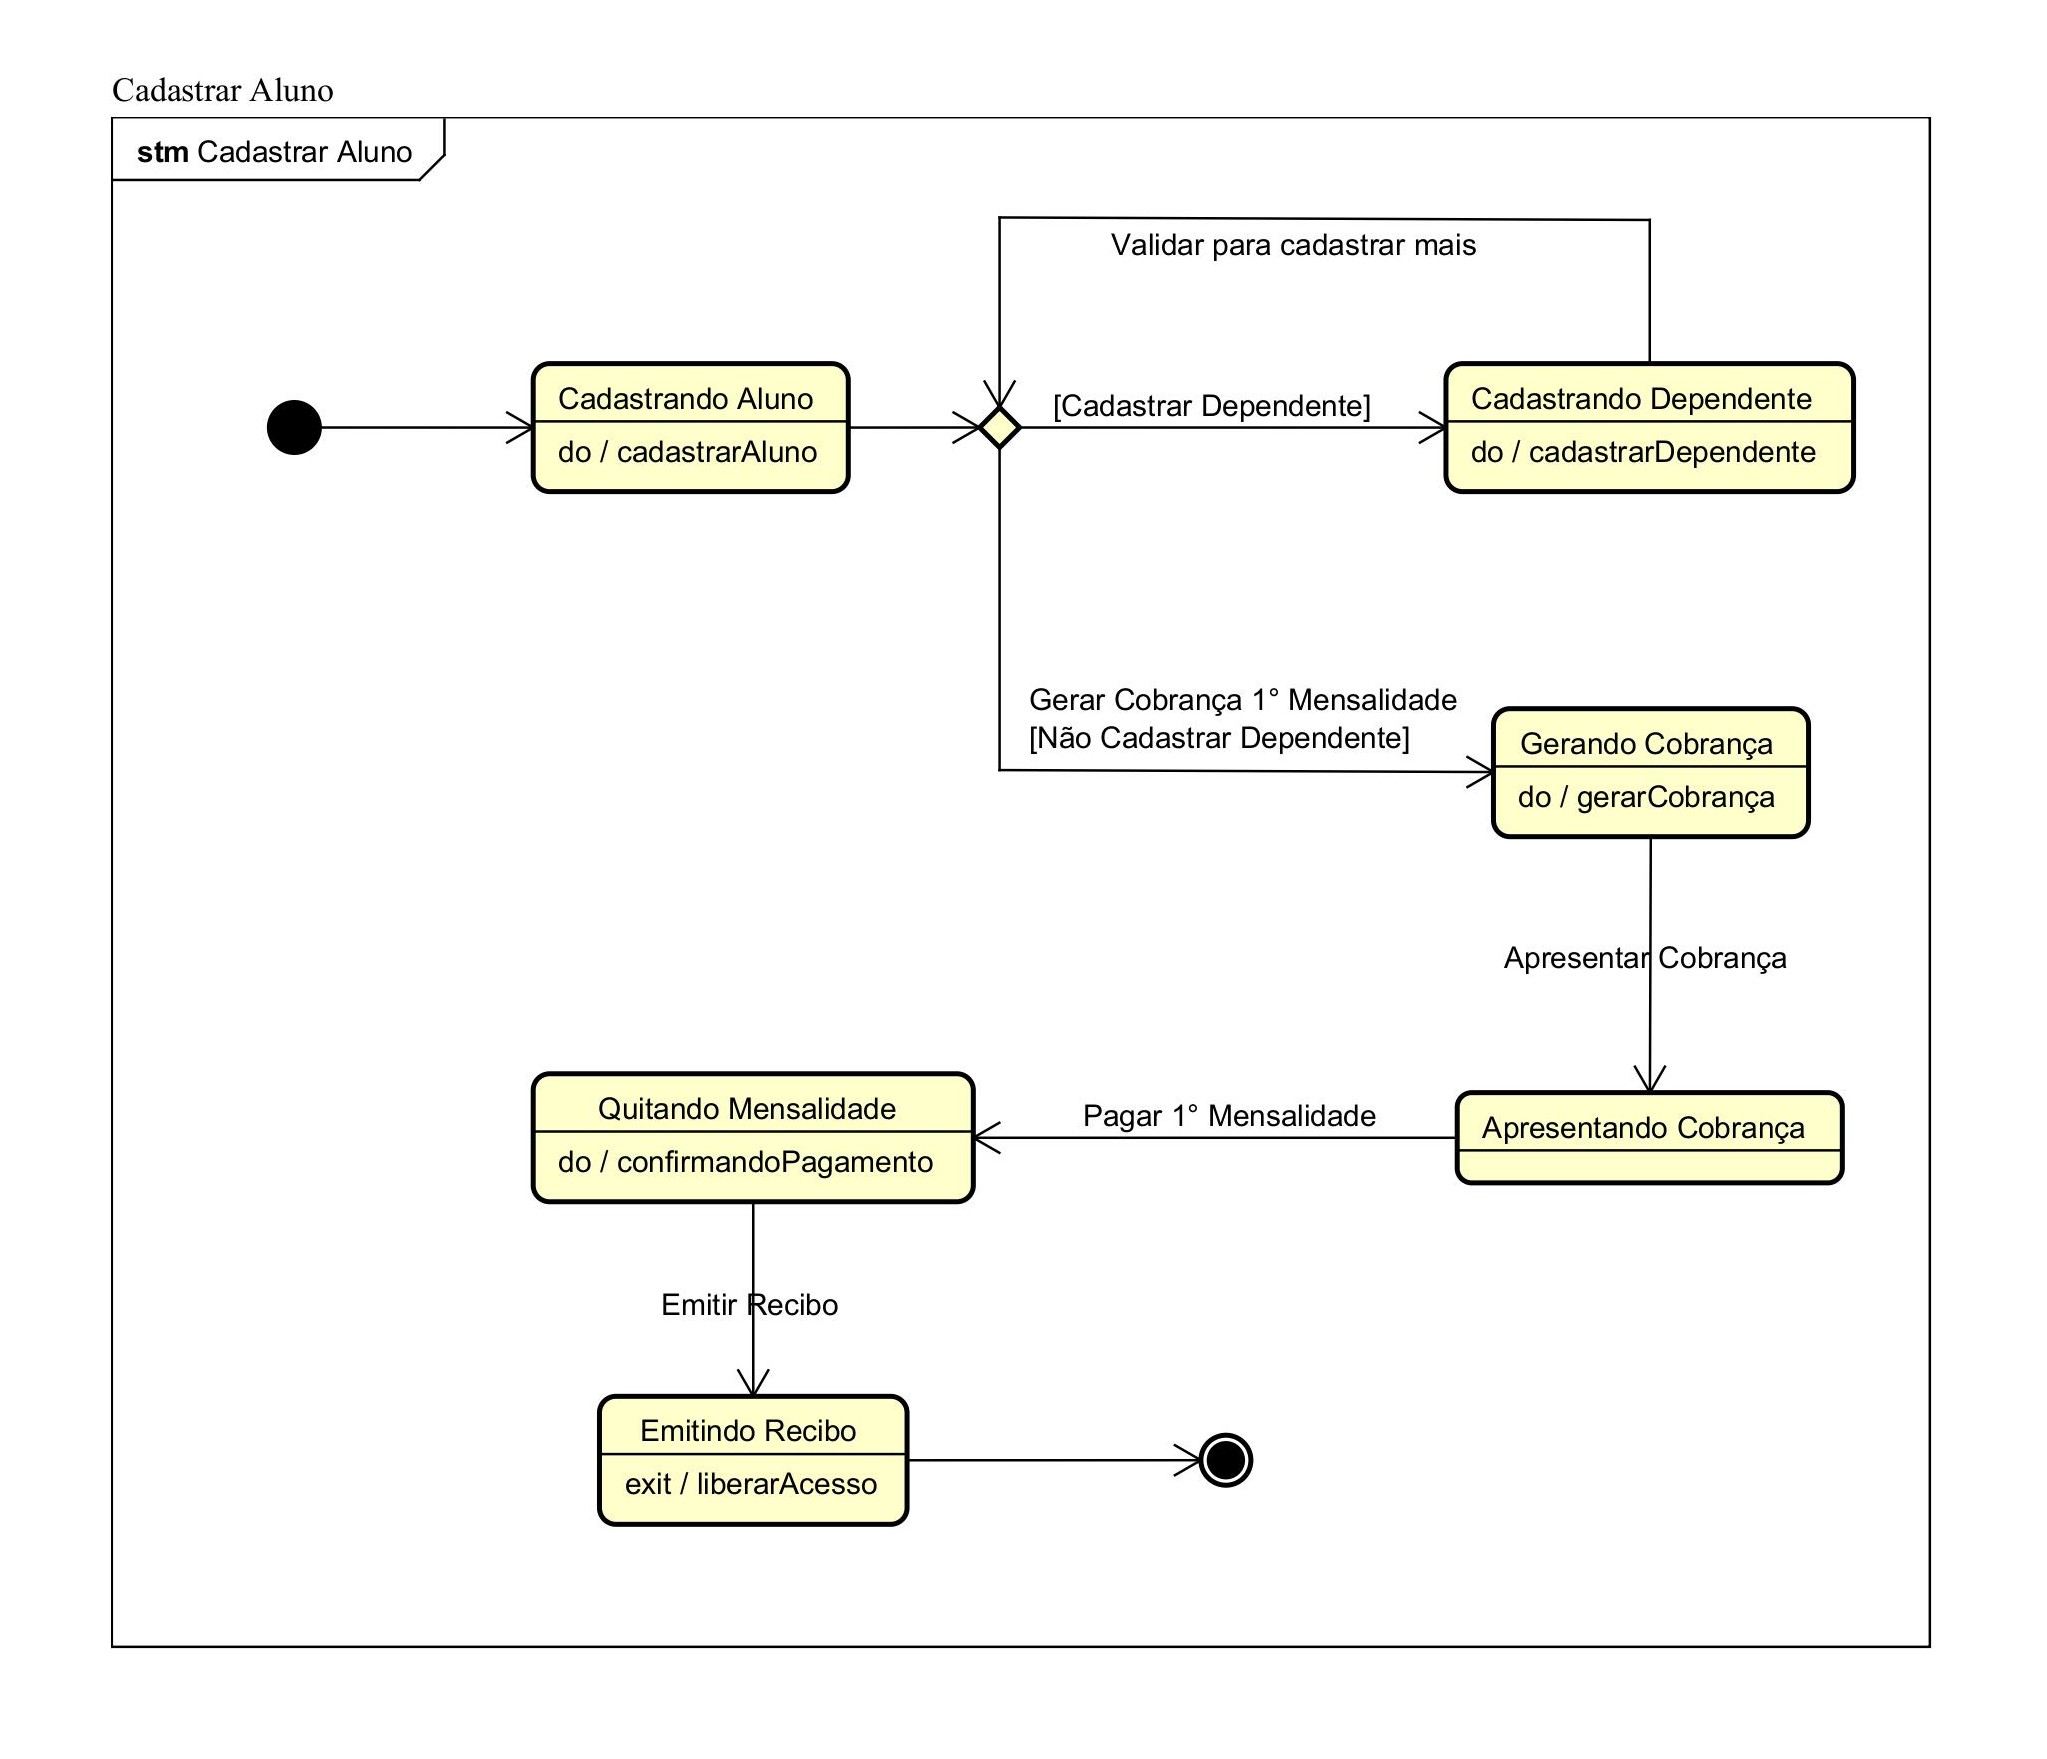 Cadastrar Aluno
stm Cadastrar Aluno
Validar para cadastrar mais
Cadastrando Aluno
do / cadastrarAluno
[Cadastrar Dependente]
Cadastrando Dependente
do / cadastrarDependente
Gerar Cobrança 1° Mensalidade
[Não Cadastrar Dependente]
Gerando Cobrança
do / gerarCobrança
Apresentar Cobrança
Apresentando Cobrança
Pagar 1° Mensalidade
Quitando Mensalidade
do / confirmandoPagamento
Emitir Recibo
Emitindo Recibo
exit / liberarAcesso